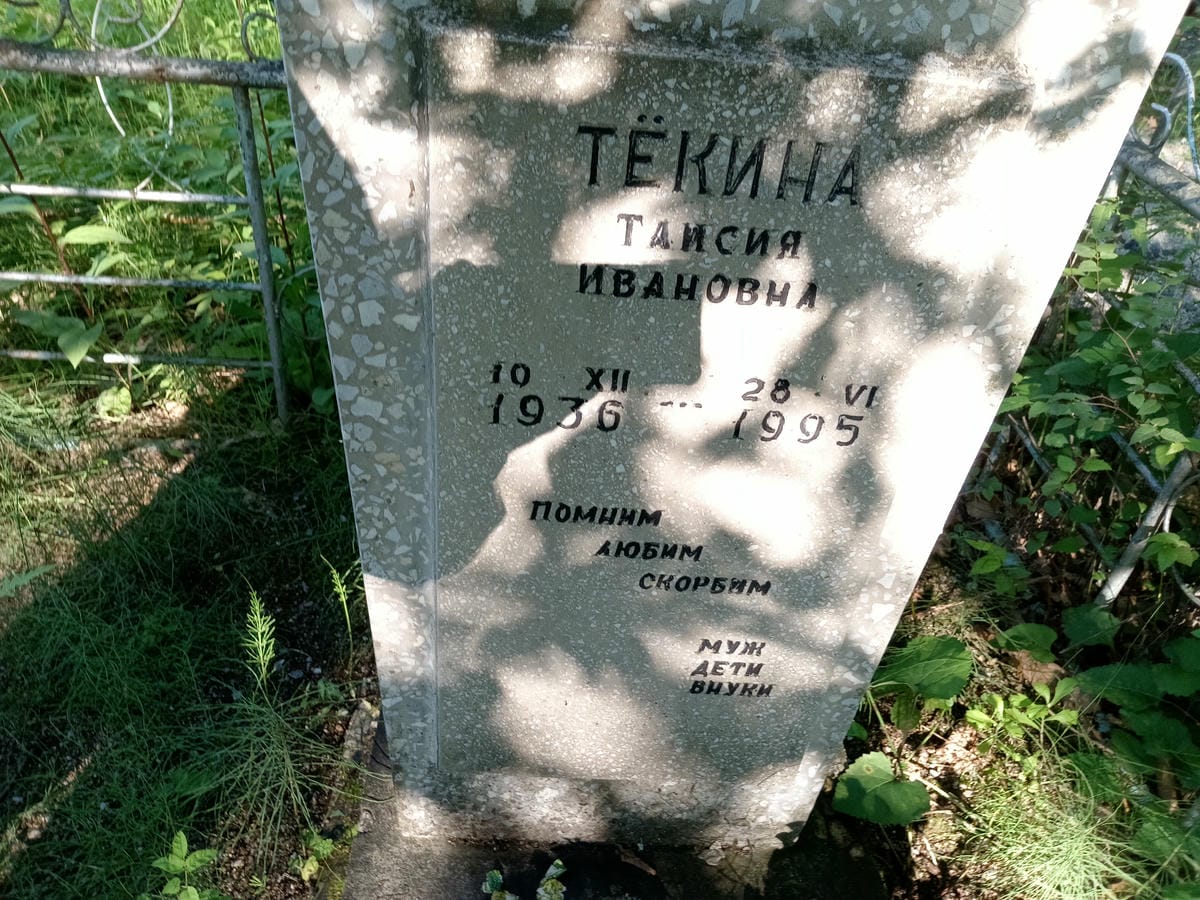 ТЁКИНА
ТАИСИЯ
ИВАНОВНА
10 XII 28 VI
1936 --- 1995
ПОМНИМ
ЛЮБИМ
СКОРБИМ
МУЖ
ДЕТИ
ВНУКИ